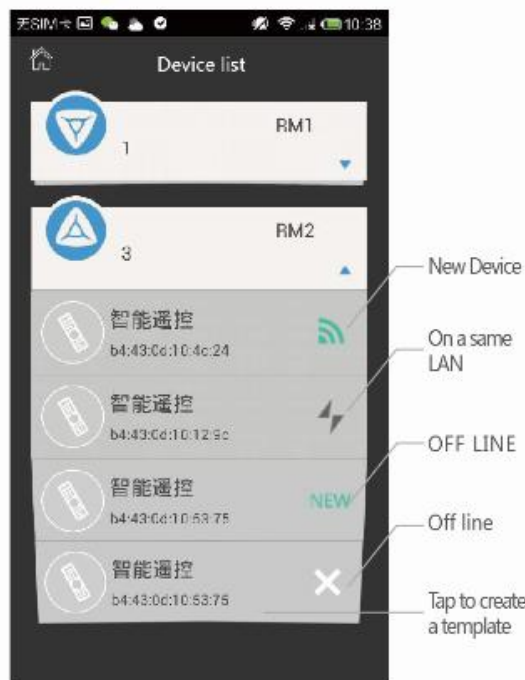 无SIM卡 10:38
Device list
RM1
1
RM2
3
New Device
智能遥控
b4:43:0d:10:4c:24
On a same
LAN
智能遥控
b4:43:0d:10:12:9c
OFF LINE
智能遥控
b4:43:0d:10:53:75
NEW
Off line
智能遥控
b4:43:0d:10:53:75
Tap to create
a template